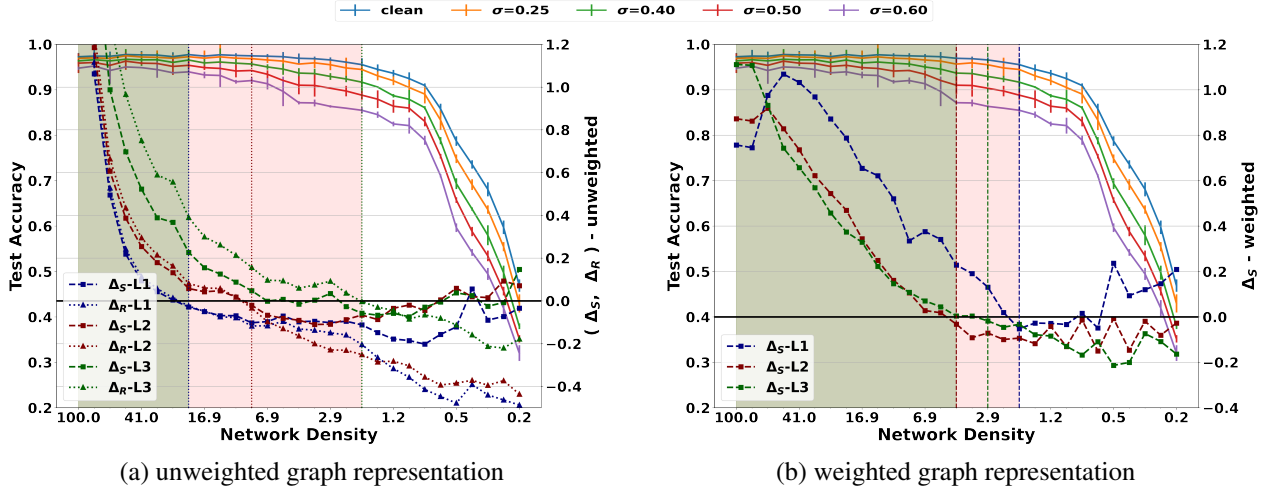 clean σ=0.25 σ=0.40 σ=0.50 σ=0.60
1.0
0.9
0.8
0.7
0.6
0.5
0.4
0.3
0.2
Test Accuracy
1.2
1.0
0.8
0.6
0.4
0.2
0.0
−0.2
−0.4
( Δ_S, Δ_R ) - unweighted
Δ_S-L1
Δ_R-L1
Δ_S-L2
Δ_R-L2
Δ_S-L3
Δ_R-L3
100.0 41.0 16.9 6.9 2.9 1.2 0.5 0.2
Network Density
(a) unweighted graph representation
1.0
0.9
0.8
0.7
0.6
0.5
0.4
0.3
0.2
Test Accuracy
1.2
1.0
0.8
0.6
0.4
0.2
0.0
−0.2
−0.4
Δ_S - weighted
Δ_S-L1
Δ_S-L2
Δ_S-L3
100.0 41.0 16.9 6.9 2.9 1.2 0.5 0.2
Network Density
(b) weighted graph representation